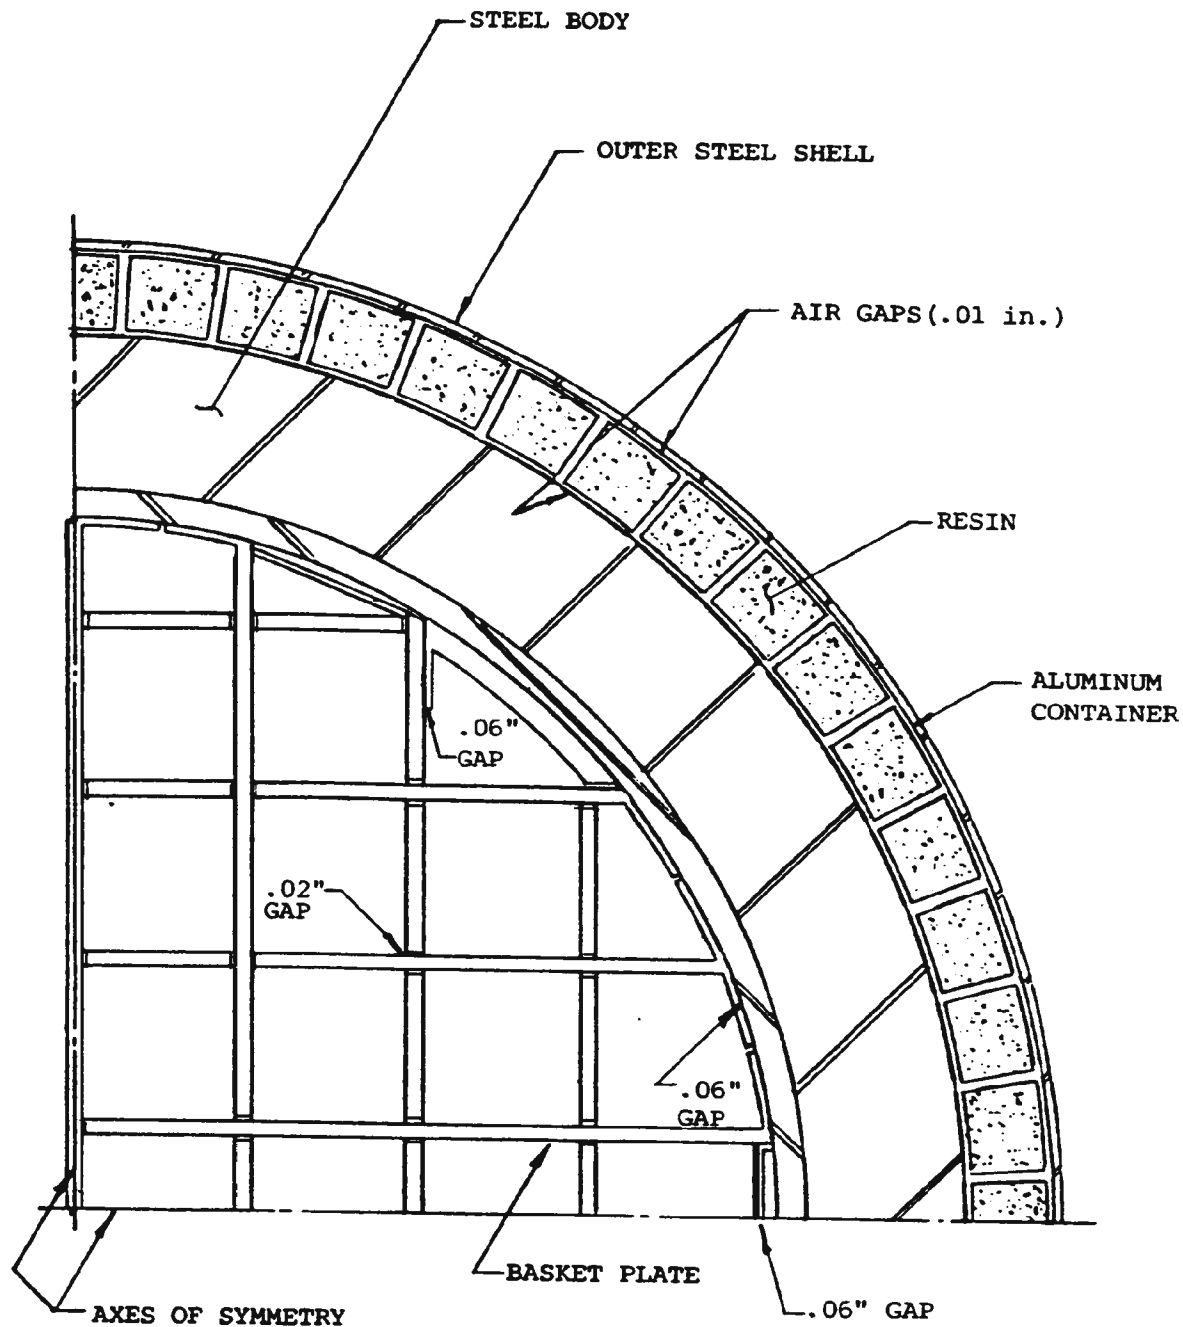 STEEL BODY
OUTER STEEL SHELL
AIR GAPS(.01 in.)
RESIN
ALUMINUM
CONTAINER
.06"
GAP
.02"
GAP
.06"
GAP
BASKET PLATE
AXES OF SYMMETRY
.06" GAP